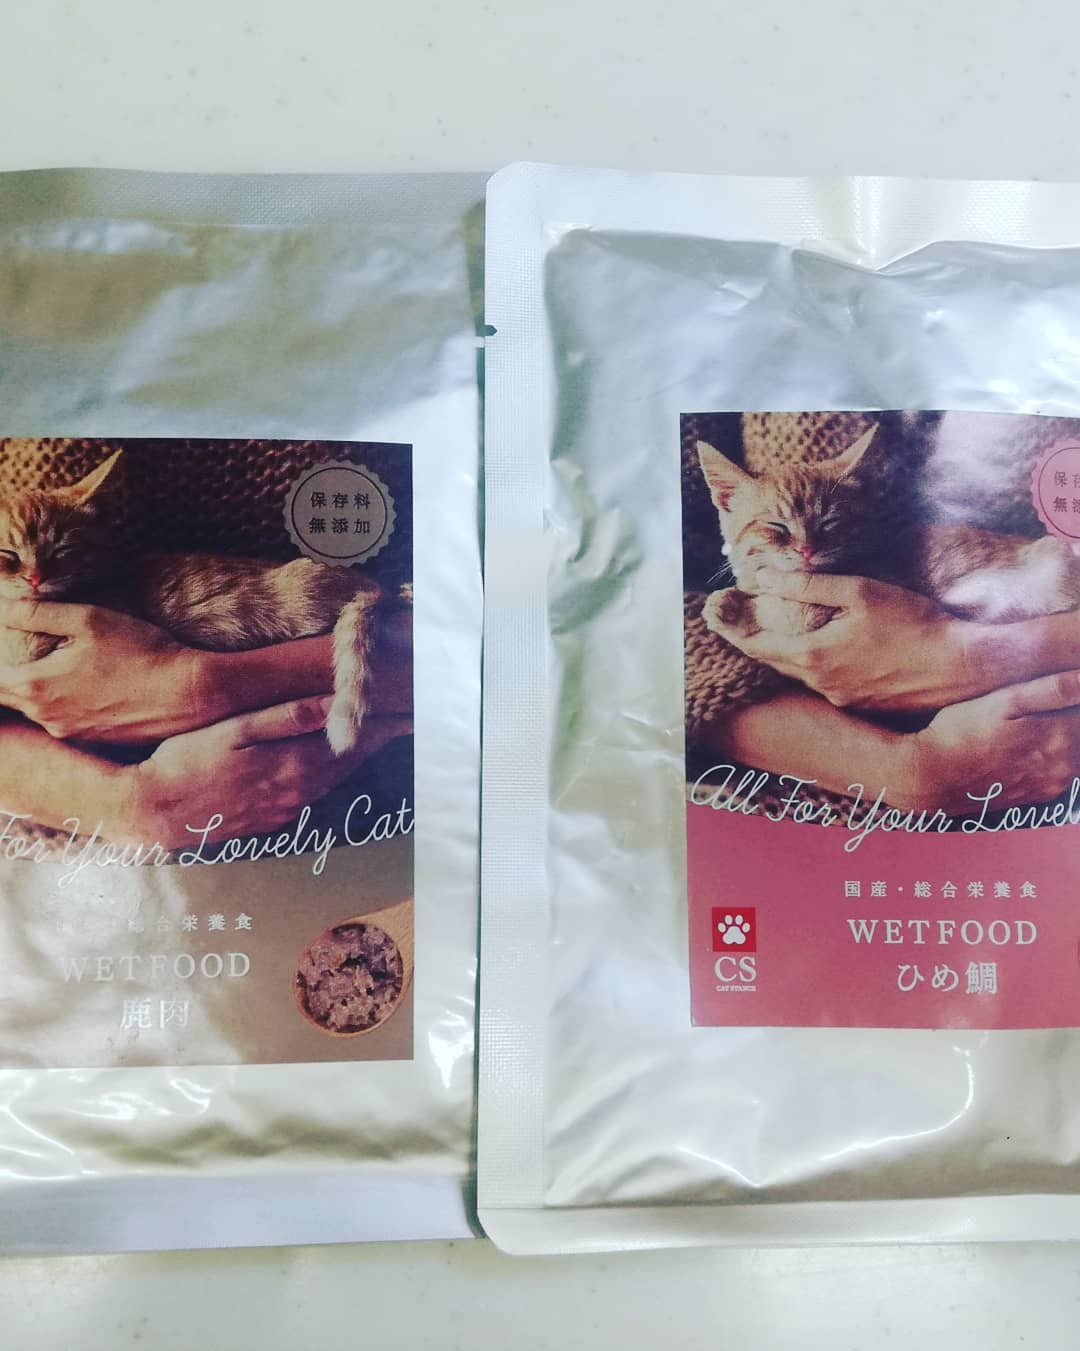 保存料
無添加
For Your Lovely Cat
総合栄養食
WETFOOD
鹿肉
保存
無添
All For Your Lovel
国産・総合栄養食
WETFOOD
ひめ鯛
CS
CAT STANCE